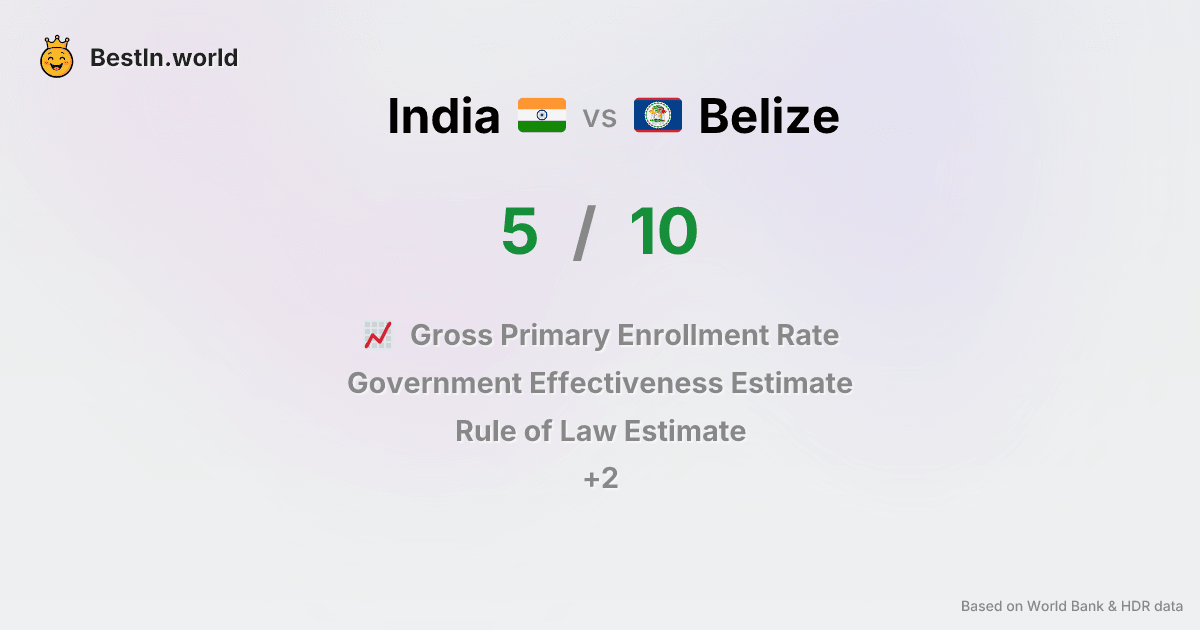 BestIn.world
India vs Belize
5 / 10
Gross Primary Enrollment Rate
Government Effectiveness Estimate
Rule of Law Estimate
+2
Based on World Bank & HDR data